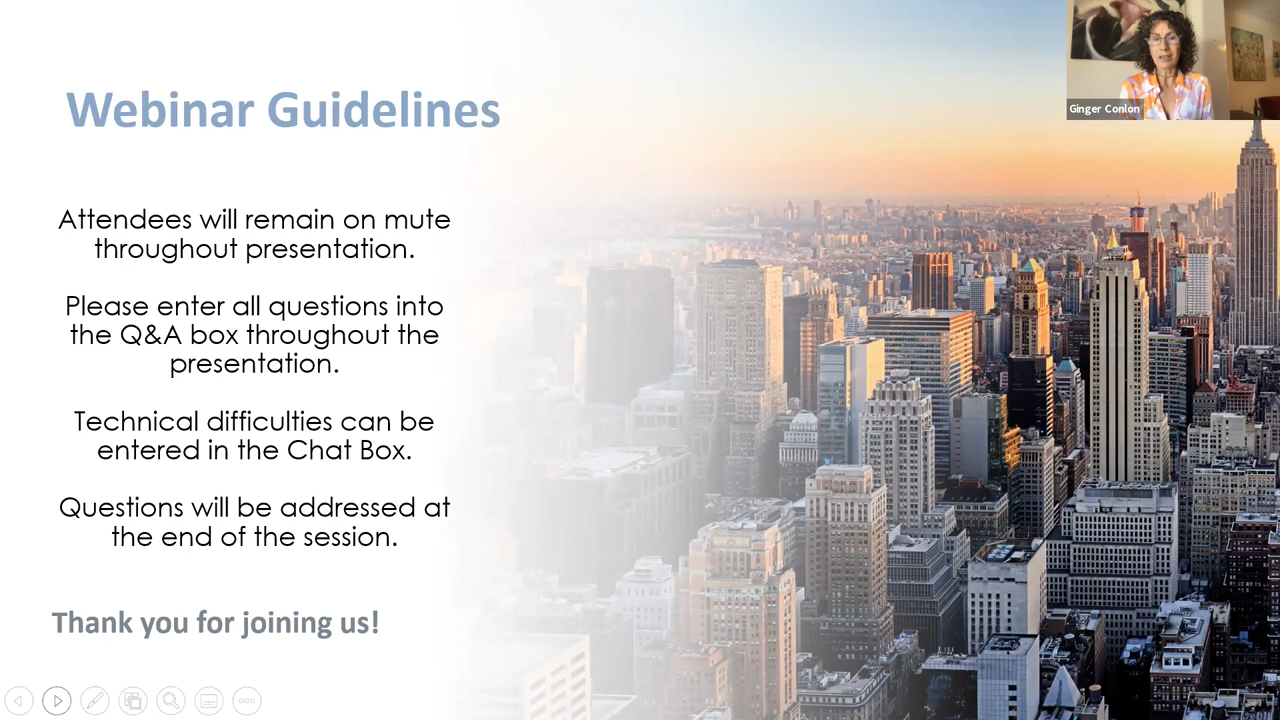 Webinar Guidelines
Ginger Conlon
Attendees will remain on mute
throughout presentation.
Please enter all questions into
the Q&A box throughout the
presentation.
Technical difficulties can be
entered in the Chat Box.
Questions will be addressed at
the end of the session.
Thank you for joining us!